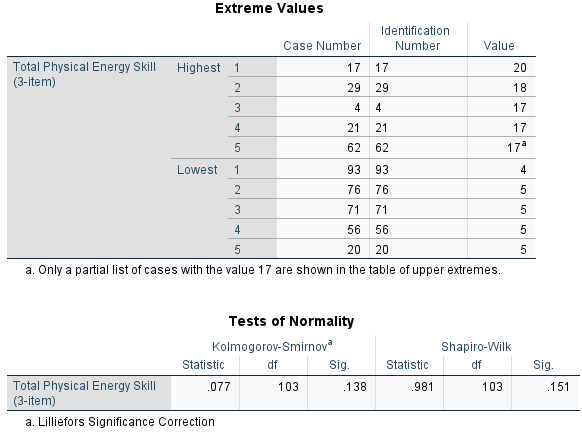 Extreme Values
Case Number Identification Number Value
Total Physical Energy Skill (3-item) Highest 1 17 17 20
2 29 29 18
3 4 4 17
4 21 21 17
5 62 62 17a
Lowest 1 93 93 4
2 76 76 5
3 71 71 5
4 56 56 5
5 20 20 5
a. Only a partial list of cases with the value 17 are shown in the table of upper extremes.
Tests of Normality
Kolmogorov-Smirnova Shapiro-Wilk
Statistic df Sig. Statistic df Sig.
Total Physical Energy Skill (3-item) .077 103 .138 .981 103 .151
a. Lilliefors Significance Correction